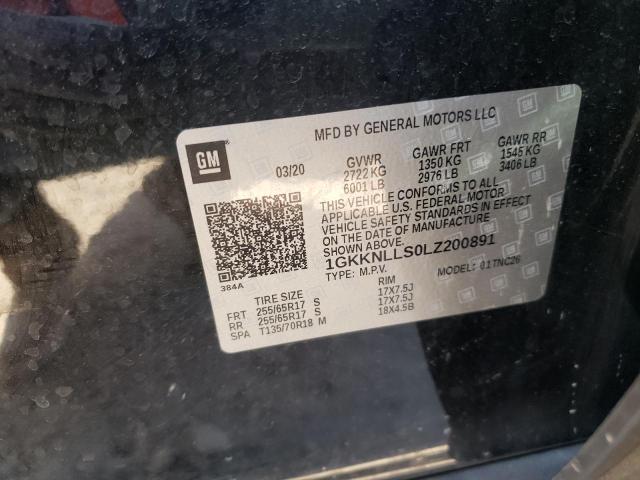 MFD BY GENERAL MOTORS LLC
GM
03/20
GVWR GAWR FRT GAWR RR
2722 KG 1350 KG 1545 KG
6001 LB 2976 LB 3406 LB
THIS VEHICLE CONFORMS TO ALL
APPLICABLE U.S. FEDERAL MOTOR
VEHICLE SAFETY STANDARDS IN EFFECT
ON THE DATE OF MANUFACTURE
SHOWN ABOVE.
1GKKNLLS0LZ200891
TYPE: M.P.V. MODEL: 01TNC26
384A
TIRE SIZE RIM
FRT 255/65R17 S 17X7.5J
RR 255/65R17 S 17X7.5J
SPA T135/70R18 M 18X4.5B